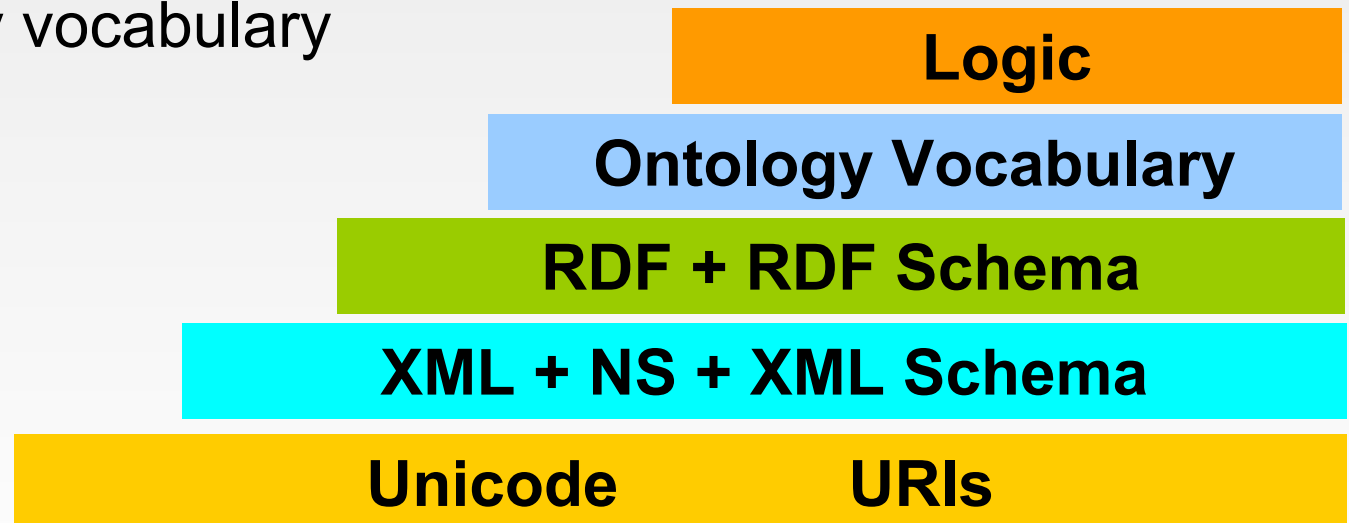 vocabulary
Logic
Ontology Vocabulary
RDF + RDF Schema
XML + NS + XML Schema
Unicode URIs